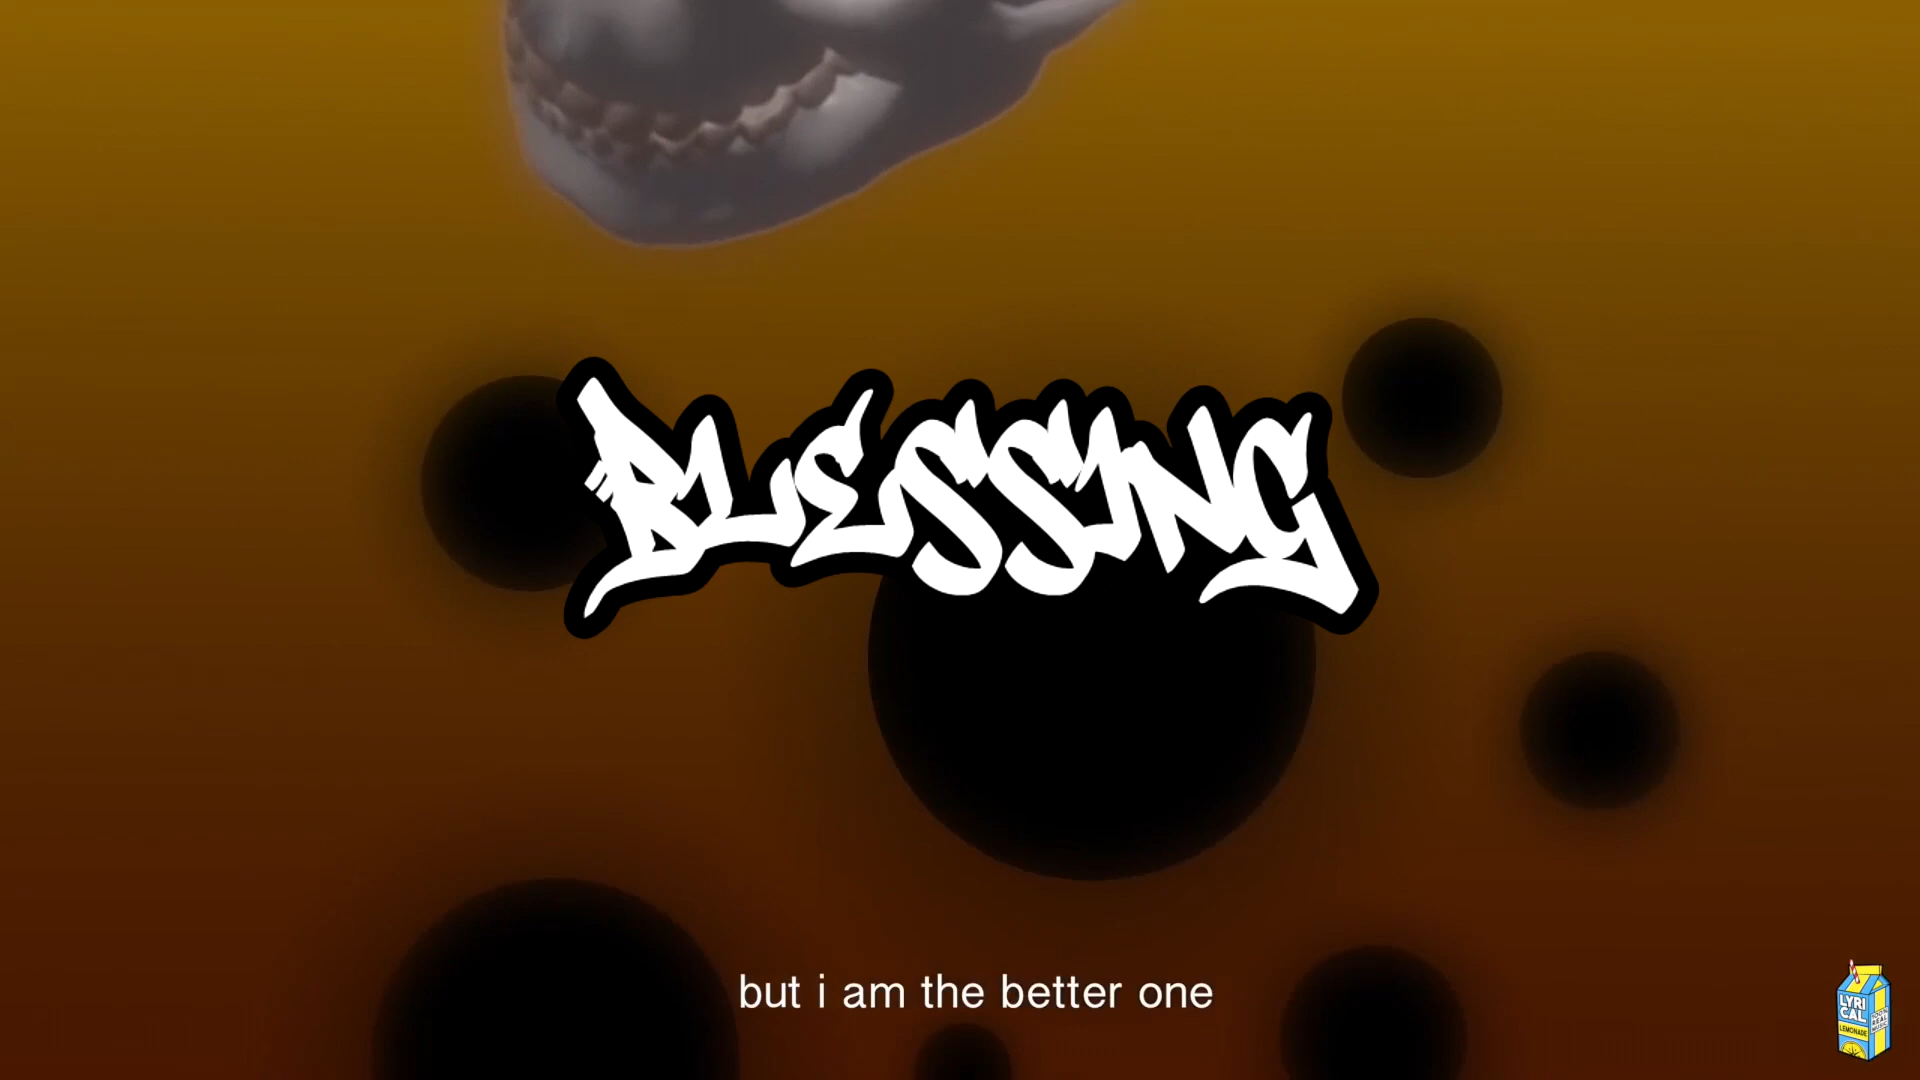 BLESSING
but i am the better one
LYRI
CAL
LEMONADE